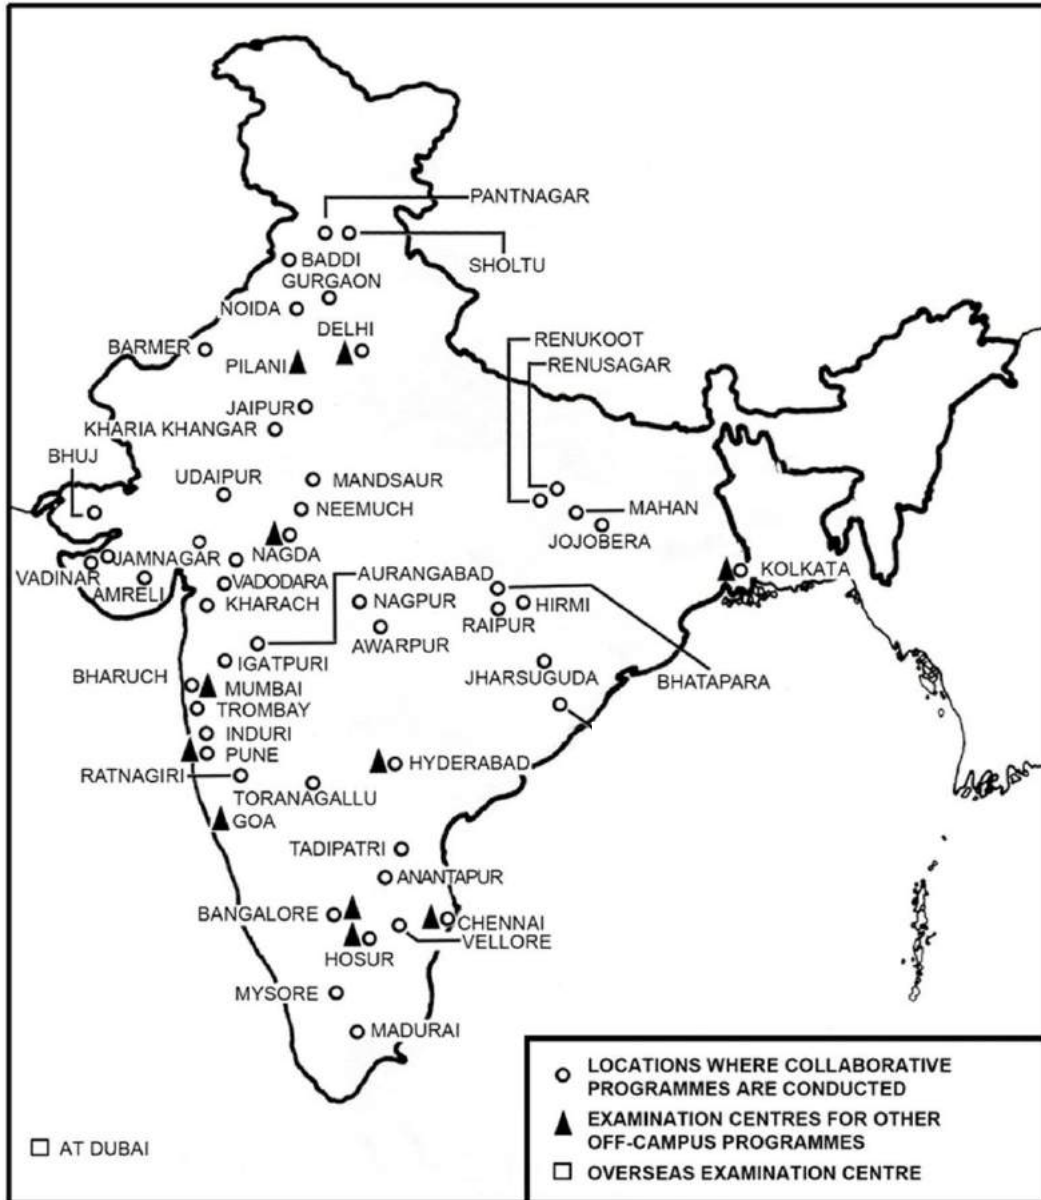 PANTNAGAR
SHOLTU
BADDI
GURGAON
NOIDA
DELHI
BARMER
PILANI
RENUKOOT
RENUSAGAR
JAIPUR
KHARIA KHANGAR
BHUJ
UDAIPUR
MANDSAUR
NEEMUCH
MAHAN
JOJOBERA
JAMNAGAR
NAGDA
VADINAR
AMRELI
VADODARA
AURANGABAD
KOLKATA
KHARACH
NAGPUR
HIRMI
RAIPUR
AWARPUR
IGATPURI
BHARUCH
JHARSUGUDA
BHATAPARA
MUMBAI
TROMBAY
INDURI
PUNE
HYDERABAD
RATNAGIRI
TORANAGALLU
GOA
TADIPATRI
ANANTAPUR
BANGALORE
CHENNAI
VELLORE
HOSUR
MYSORE
MADURAI
LOCATIONS WHERE COLLABORATIVE
PROGRAMMES ARE CONDUCTED
EXAMINATION CENTRES FOR OTHER
OFF-CAMPUS PROGRAMMES
OVERSEAS EXAMINATION CENTRE
AT DUBAI